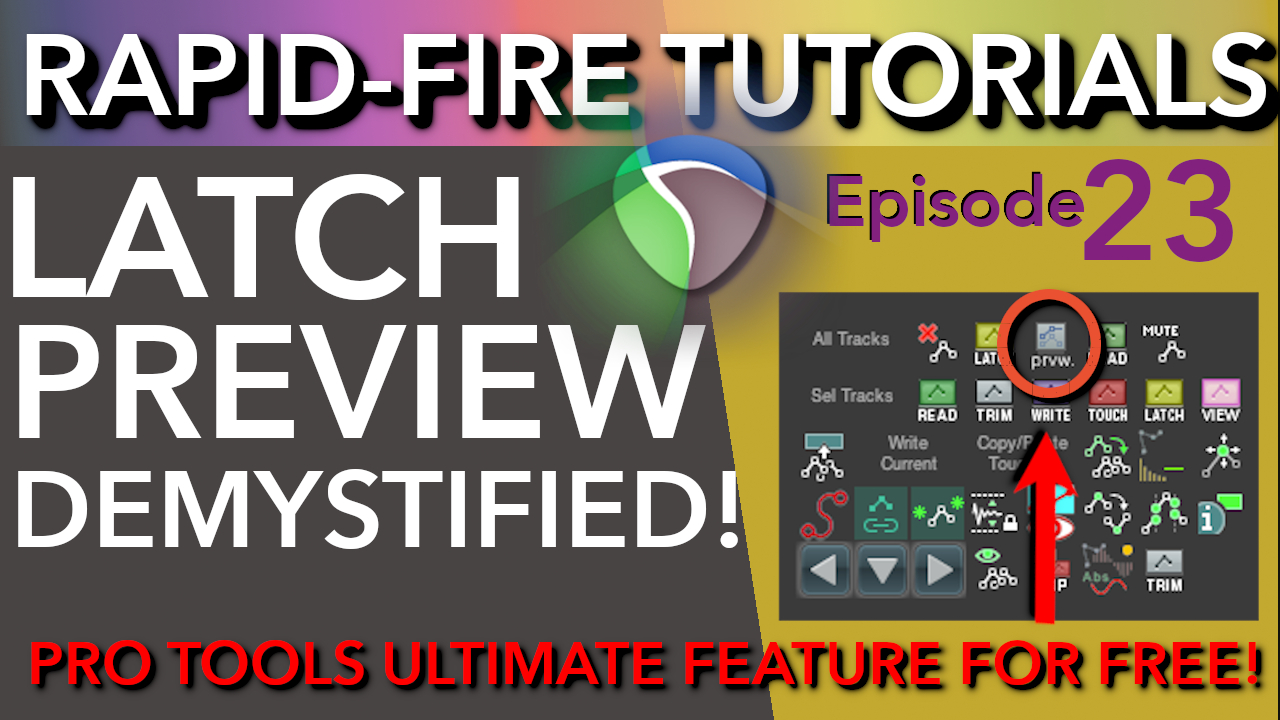 RAPID-FIRE TUTORIALS
LATCH
PREVIEW
DEMYSTIFIED!
Episode 23
All Tracks
prvw.
MUTE
Sel Tracks
READ TRIM WRITE TOUCH LATCH VIEW
Write
Current
Abs
TRIM
PRO TOOLS ULTIMATE FEATURE FOR FREE!